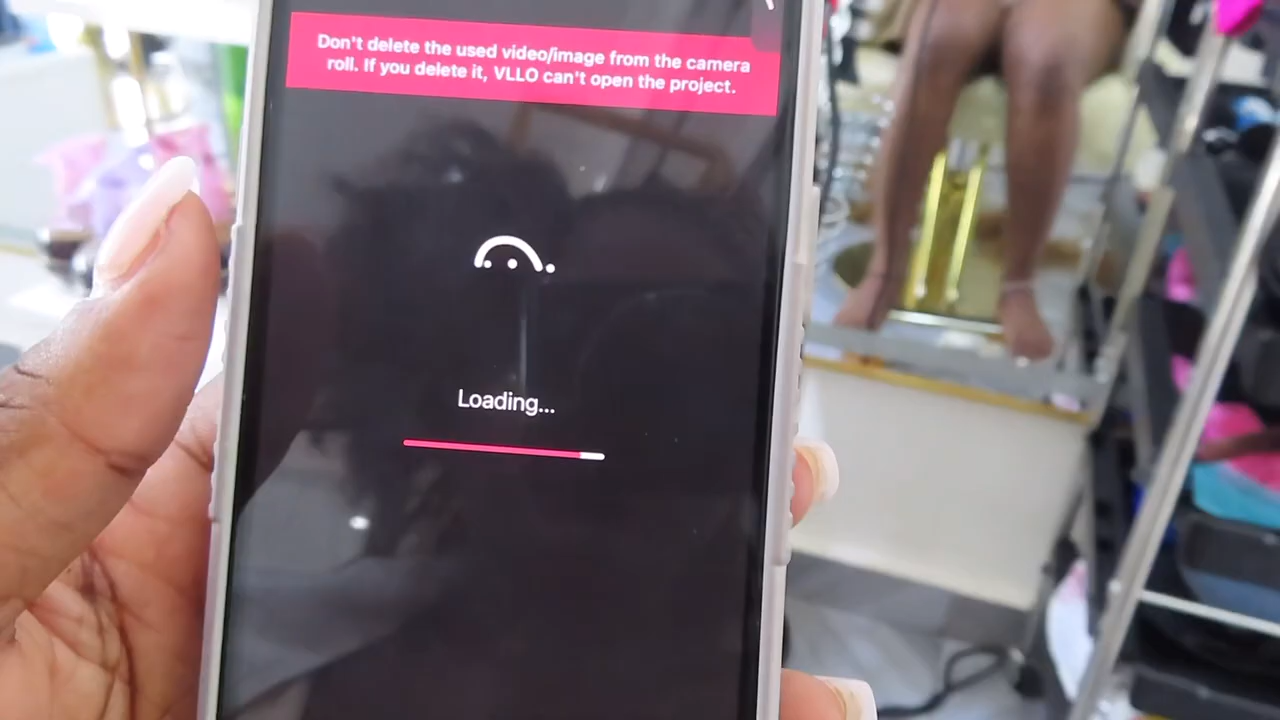 Don't delete the used video/image from the camera
roll. If you delete it, VLLO can't open the project.
Loading...